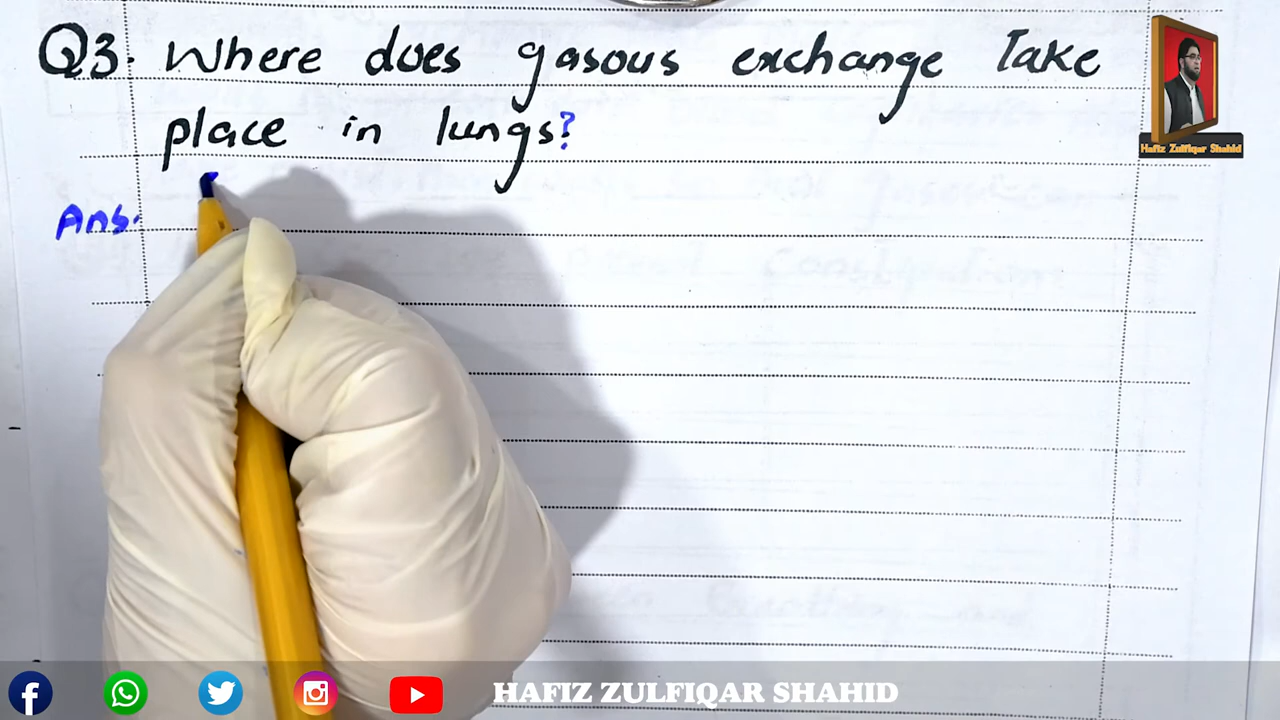 Q3. Where does gasous exchange Take
place in lungs?
Ans.
Hafiz Zulfiqar Shahid
HAFIZ ZULFIQAR SHAHID